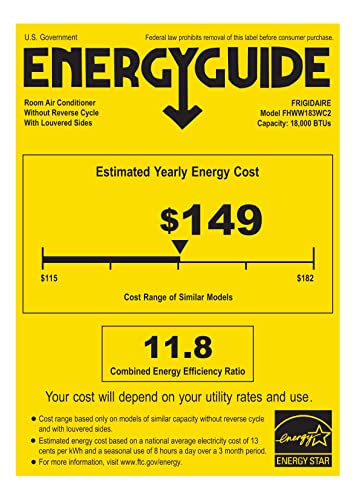 U.S. Government
Federal law prohibits removal of this label before consumer purchase.
ENERGYGUIDE
Room Air Conditioner
Without Reverse Cycle
With Louvered Sides
FRIGIDAIRE
Model FHWW183WC2
Capacity: 18,000 BTUs
Estimated Yearly Energy Cost
$149
$115
$182
Cost Range of Similar Models
11.8
Combined Energy Efficiency Ratio
Your cost will depend on your utility rates and use.
● Cost range based only on models of similar capacity without reverse cycle
and with louvered sides.
● Estimated energy cost based on a national average electricity cost of 13
cents per kWh and a seasonal use of 8 hours a day over a 3 month period.
● For more information, visit www.ftc.gov/energy.
energy
ENERGY STAR